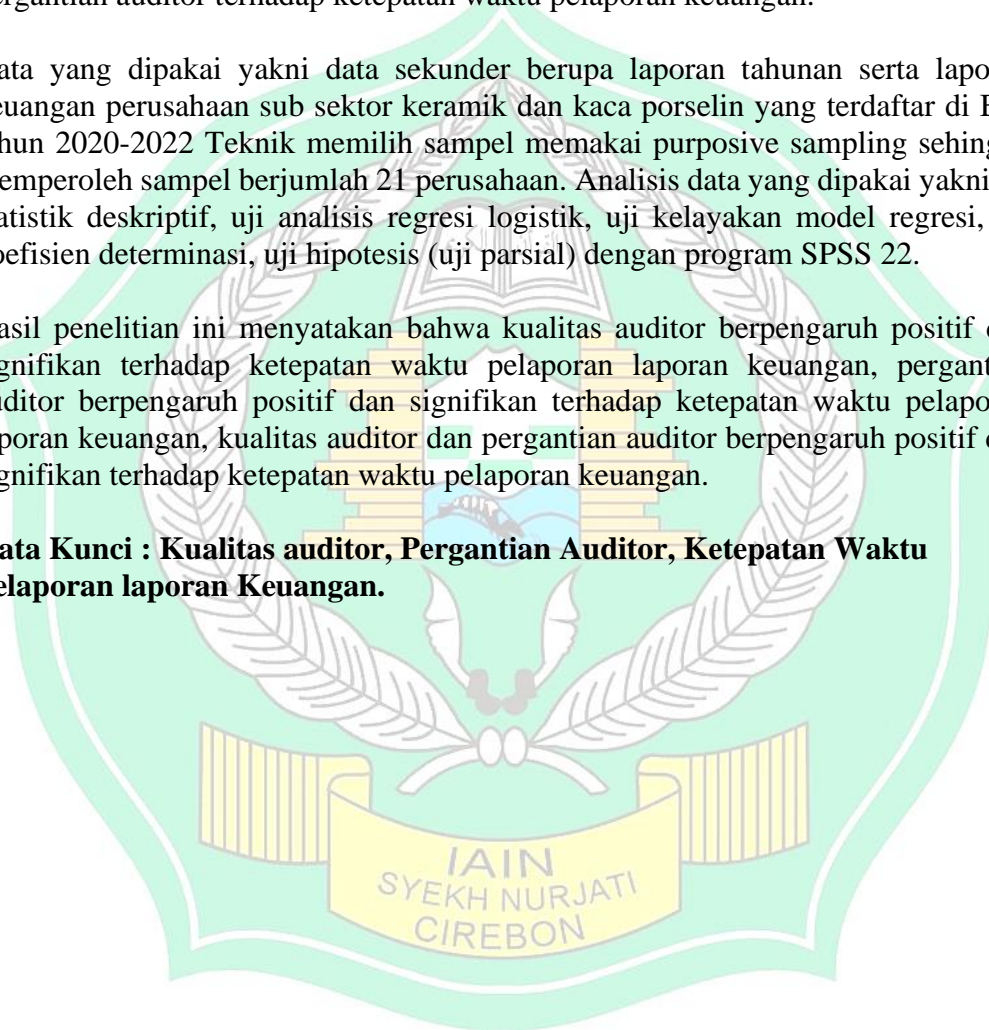 pergantian auditor terhadap ketepatan waktu pelaporan keuangan.
ata yang dipakai yakni data sekunder berupa laporan tahunan serta lapo
euangan perusahaan sub sektor keramik dan kaca porselin yang terdaftar di
hun 2020-2022 Teknik memilih sampel memakai purposive sampling sehing
emperoleh sampel berjumlah 21 perusahaan. Analisis data yang dipakai yakni
atistik deskriptif, uji analisis regresi logistik, uji kelayakan model regresi,
oefisien determinasi, uji hipotesis (uji parsial) dengan program SPSS 22.
asil penelitian ini menyatakan bahwa kualitas auditor berpengaruh positif
gnifikan terhadap ketepatan waktu pelaporan laporan keuangan, pergant
uditor berpengaruh positif dan signifikan terhadap ketepatan waktu pelapo
aporan keuangan, kualitas auditor dan pergantian auditor berpengaruh positif
gnifikan terhadap ketepatan waktu pelaporan keuangan.
ata Kunci : Kualitas auditor, Pergantian Auditor, Ketepatan Waktu
elaporan laporan Keuangan.
IAIN
SYEKH NURJATI
CIREBON